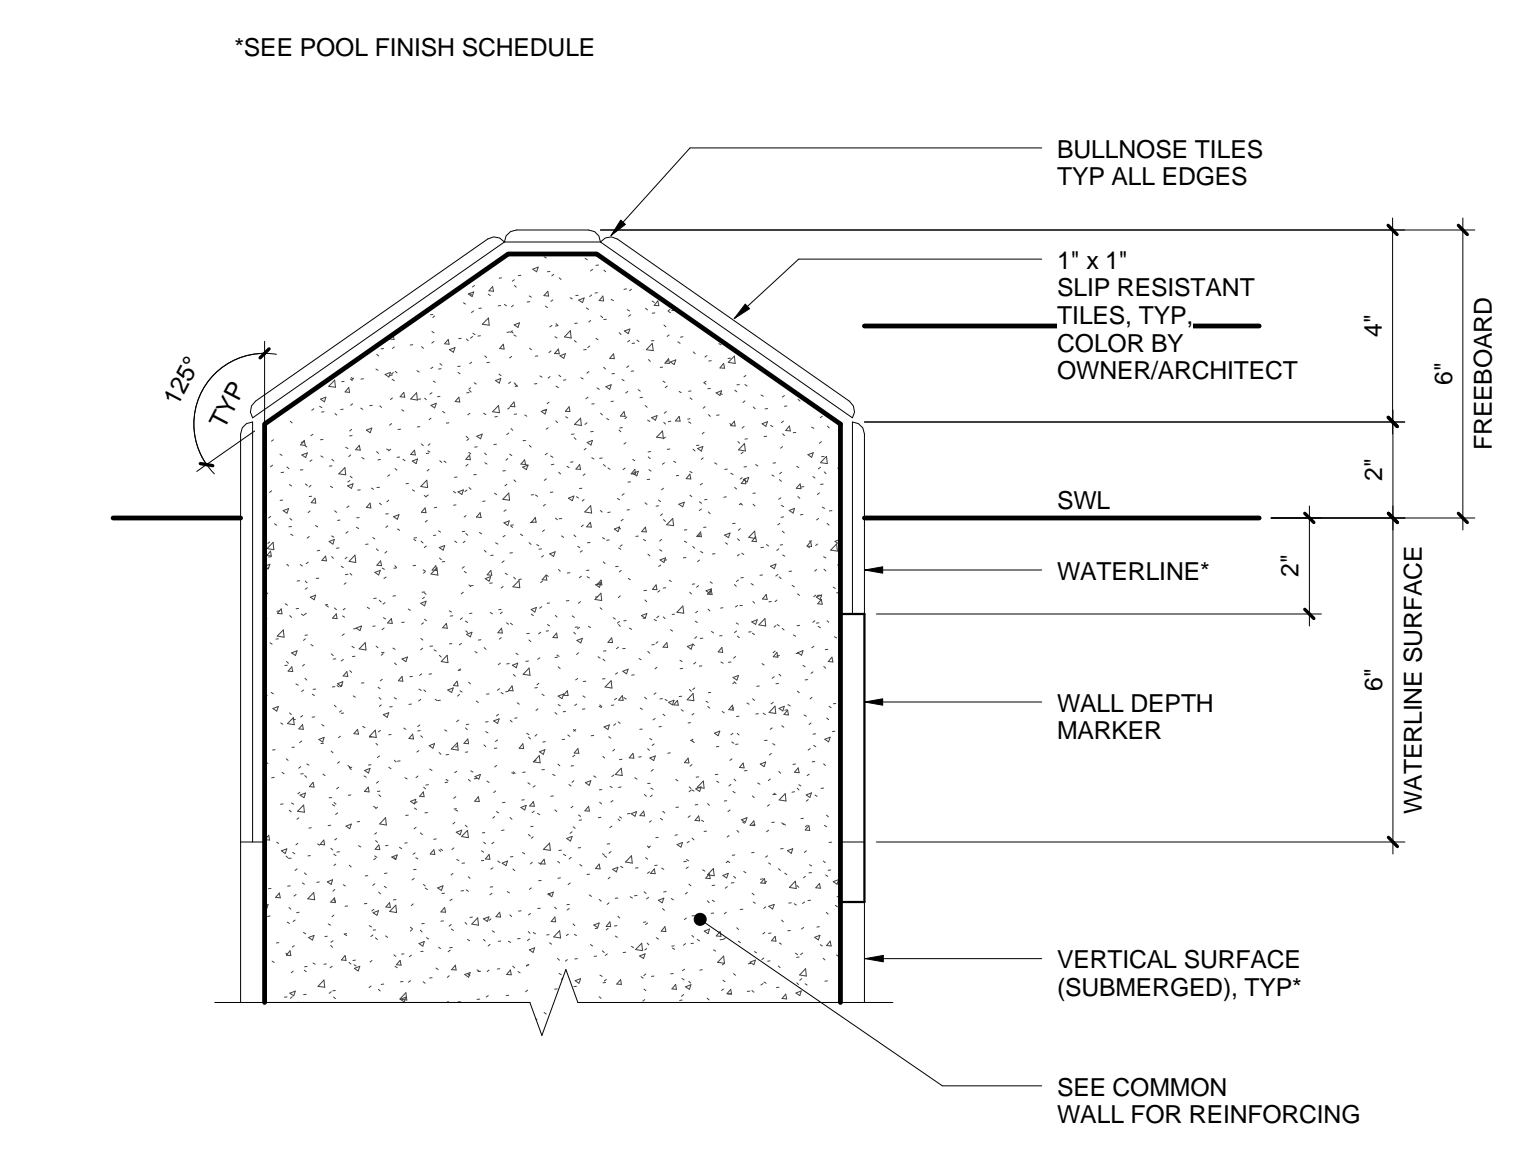 *SEE POOL FINISH SCHEDULE
BULLNOSE TILES
TYP ALL EDGES
1" x 1"
SLIP RESISTANT
TILES, TYP,
COLOR BY
OWNER/ARCHITECT
4"
6"
FREEBOARD
125°
TYP
2"
SWL
WATERLINE*
2"
WALL DEPTH
MARKER
6"
WATERLINE SURFACE
VERTICAL SURFACE
(SUBMERGED), TYP*
SEE COMMON
WALL FOR REINFORCING